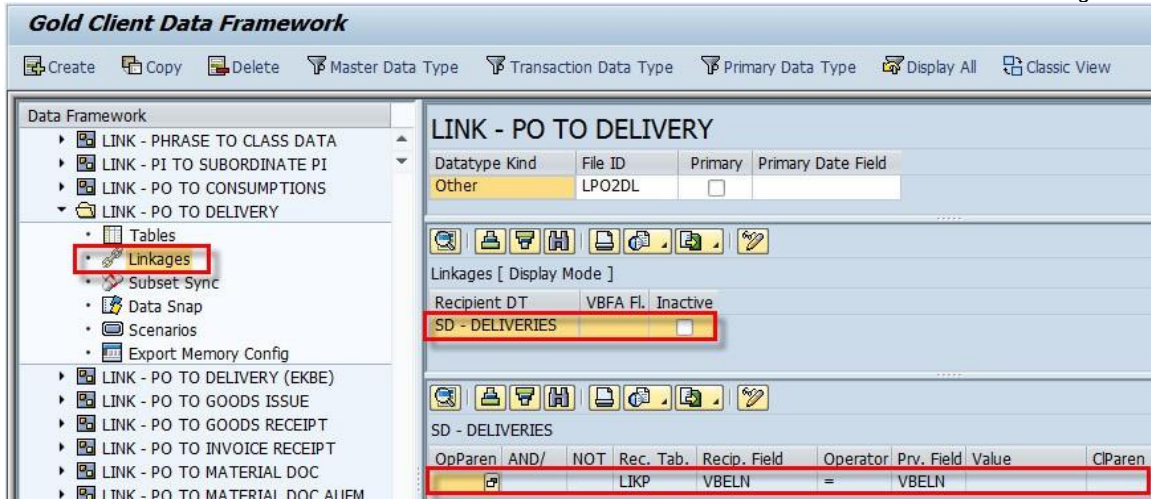 Gold Client Data Framework
Create Copy Delete Master Data Type Transaction Data Type Primary Data Type Display All Classic View
Data Framework
LINK - PHRASE TO CLASS DATA
LINK - PI TO SUBORDINATE PI
LINK - PO TO CONSUMPTIONS
LINK - PO TO DELIVERY
Tables
Linkages
Subset Sync
Data Snap
Scenarios
Export Memory Config
LINK - PO TO DELIVERY (EKBE)
LINK - PO TO GOODS ISSUE
LINK - PO TO GOODS RECEIPT
LINK - PO TO INVOICE RECEIPT
LINK - PO TO MATERIAL DOC
LINK - PO TO MATERIAL DOC AUFM
LINK - PO TO DELIVERY
Datatype Kind File ID Primary Primary Date Field
Other LPO2DL
Linkages [ Display Mode ]
Recipient DT VBFA Fl. Inactive
SD - DELIVERIES
SD - DELIVERIES
OpParen AND/ NOT Rec. Tab. Recip. Field Operator Prv. Field Value ClParen
LIKP VBELN = VBELN